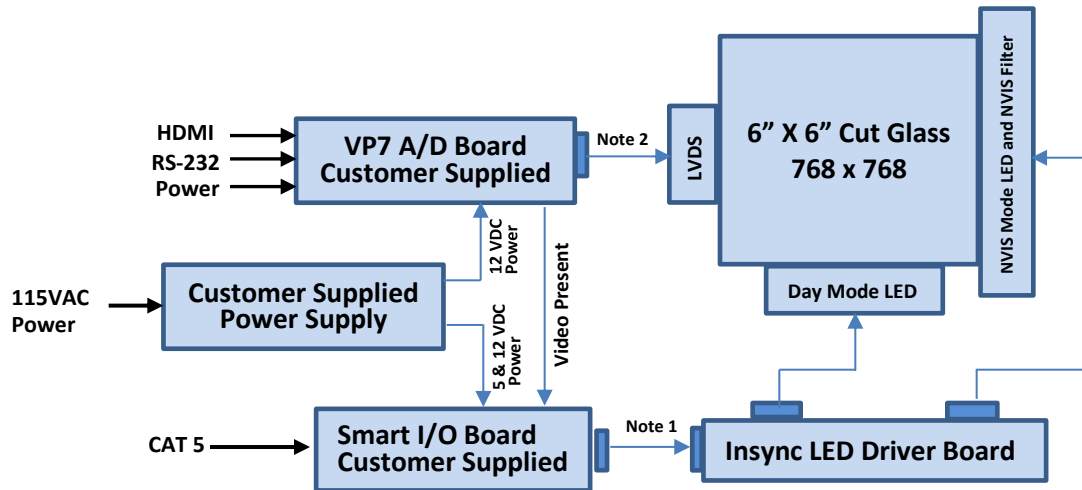 HDMI
RS-232
Power
VP7 A/D Board
Customer Supplied
Note 2
LVDS
6” X 6” Cut Glass
768 x 768
NVIS Mode LED and NVIS Filter
12 VDC
Power
115VAC
Power
Customer Supplied
Power Supply
5 & 12 VDC
Power
Video Present
Day Mode LED
CAT 5
Smart I/O Board
Customer Supplied
Note 1
Insync LED Driver Board